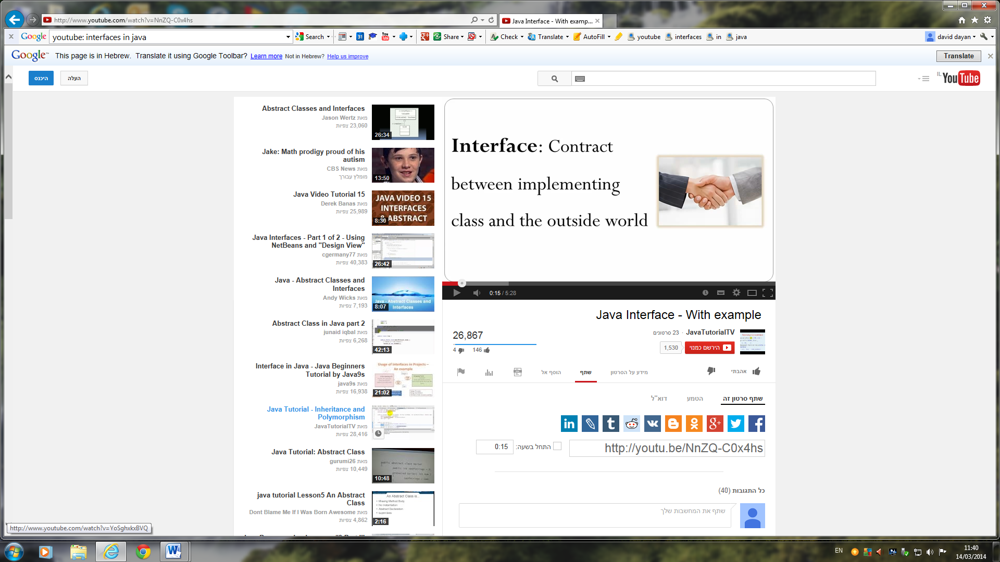 http://www.youtube.com/watch?v=NnZQ-C0x4hs
Java Interface - With examp...
Google
youtube: interfaces in java
Search
31
You Tube
Share
Check
Translate
AutoFill
youtube
interfaces
in
java
david dayan
Google™ This page is in Hebrew. Translate it using Google Toolbar? Learn more Not in Hebrew? Help us improve
Translate
היכנס
העלה
YouTube IL
Abstract Classes and Interfaces
מאת Jason Wertz
23,060 צפיות
26:34
Jake: Math prodigy proud of his
autism
מאת CBS News
מומלץ עבורך
13:50
Java Video Tutorial 15
מאת Derek Banas
25,989 צפיות
JAVA VIDEO 15
INTERFACES
& ABSTRACT
8:30
Java Interfaces - Part 1 of 2 - Using
NetBeans and "Design View"
מאת cgermany77
40,383 צפיות
26:42
Java - Abstract Classes and
Interfaces
מאת Andy Wicks
7,193 צפיות
Java - Abstract Classes and
Interfaces
8:07
Abstract Class in Java part 2
מאת junaid iqbal
6,268 צפיות
42:13
Interface in Java - Java Beginners
Tutorial by Java9s
מאת java9s
16,938 צפיות
Usage of Interfaces in Projects –
An example
21:02
Java Tutorial - Inheritance and
Polymorphism
מאת JavaTutorialTV
28,416 צפיות
Java Tutorial: Abstract Class
מאת gurumi26
10,449 צפיות
10:48
java tutorial Lesson5 An Abstract
Class
מאת Dont Blame Me If I Was Born Awesome
4,862 צפיות
An Abstract Class is...
Missing Method Body
No Instantiation
Abstract Declaration
superclass
2:16
Interface: Contract
between implementing
class and the outside world
0:15 / 5:28
Java Interface - With example
JavaTutorialTV · 23 סרטונים
הירשם כמנוי
1,530
26,867
146
4
אהבתי
מידע על הסרטון
שתף
הוסף אל
שתף סרטון זה
הטמע
דוא"ל
http://youtu.be/NnZQ-C0x4hs
התחל בשעה: 0:15
כל התגובות (40)
שתף את המחשבות שלך
http://www.youtube.com/watch?v=YoSghxkxBVQ
EN
11:40
14/03/2014